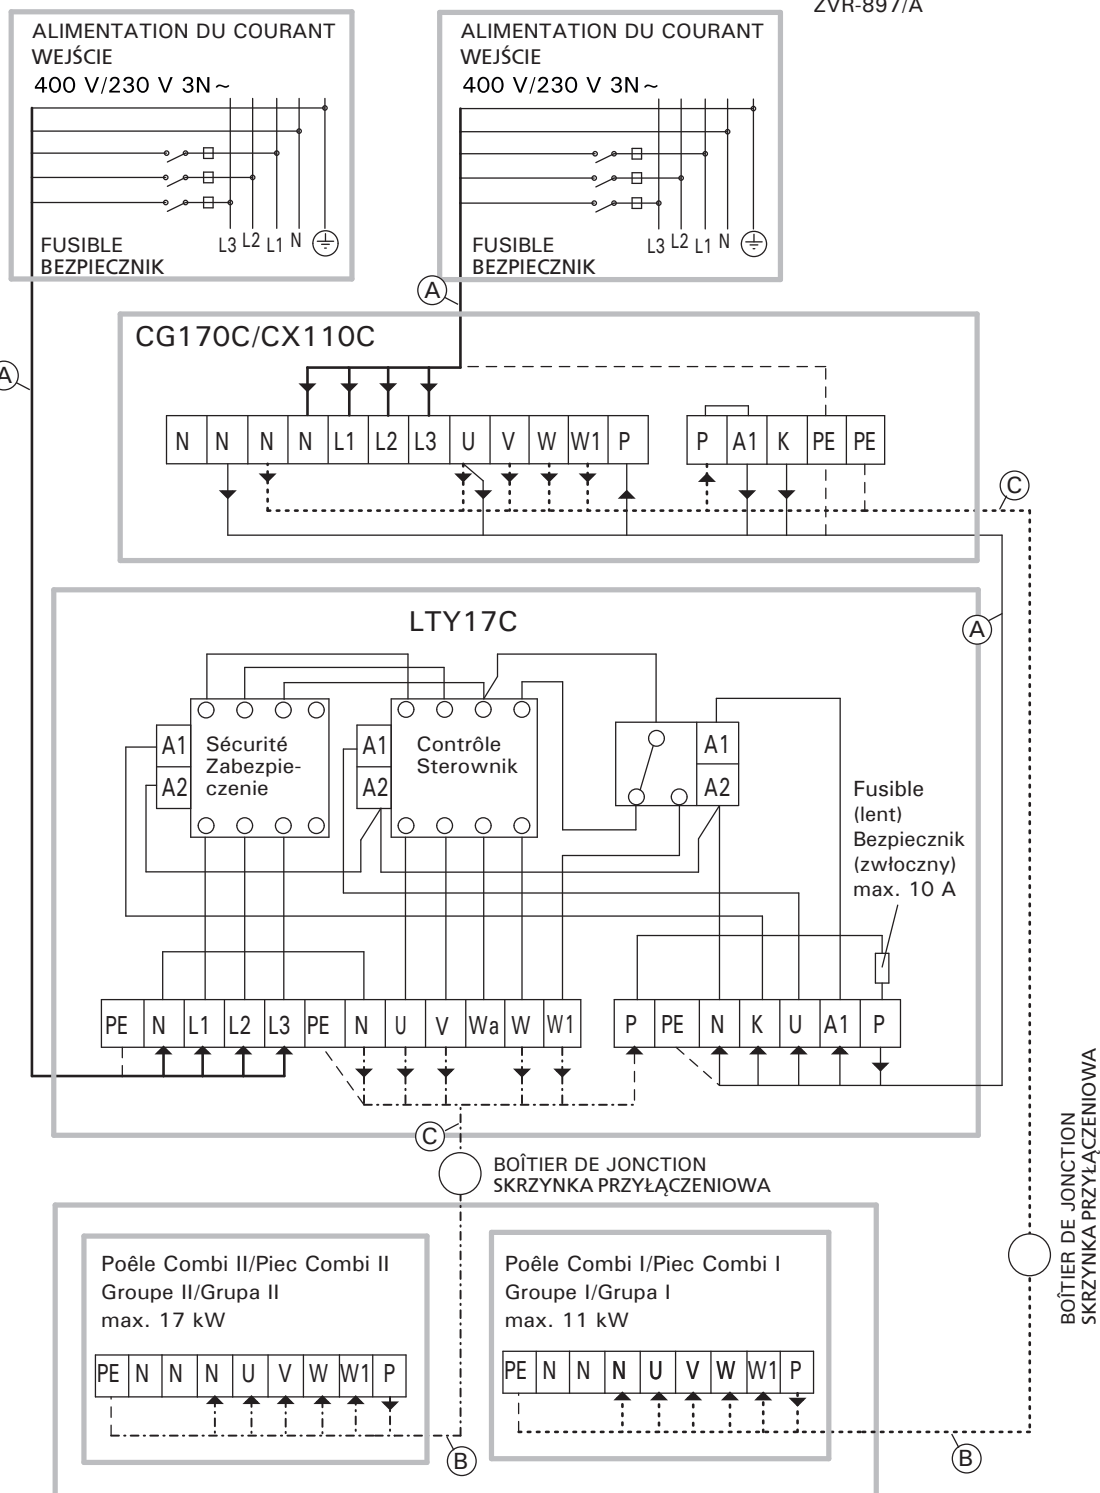 ZVR-897/A
ALIMENTATION DU COURANT
WEJŚCIE
400 V/230 V 3N~
L3 L2 L1 N
FUSIBLE
BEZPIECZNIK
ALIMENTATION DU COURANT
WEJŚCIE
400 V/230 V 3N~
L3 L2 L1 N
FUSIBLE
BEZPIECZNIK
A
A
CG170C/CX110C
N N N N L1 L2 L3 U V W W1 P
P A1 K PE PE
C
LTY17C
A
A1
A2
Sécurité
Zabezpie-
czenie
A1
A2
Contrôle
Sterownik
A1
A2
Fusible
(lent)
Bezpiecznik
(zwłoczny)
max. 10 A
PE N L1 L2 L3 PE N U V Wa W W1
P PE N K U A1 P
C
BOÎTIER DE JONCTION
SKRZYNKA PRZYŁĄCZENIOWA
BOÎTIER DE JONCTION
SKRZYNKA PRZYŁĄCZENIOWA
Poêle Combi II/Piec Combi II
Groupe II/Grupa II
max. 17 kW
PE N N N U V W W1 P
B
Poêle Combi I/Piec Combi I
Groupe I/Grupa I
max. 11 kW
PE N N N U V W W1 P
B